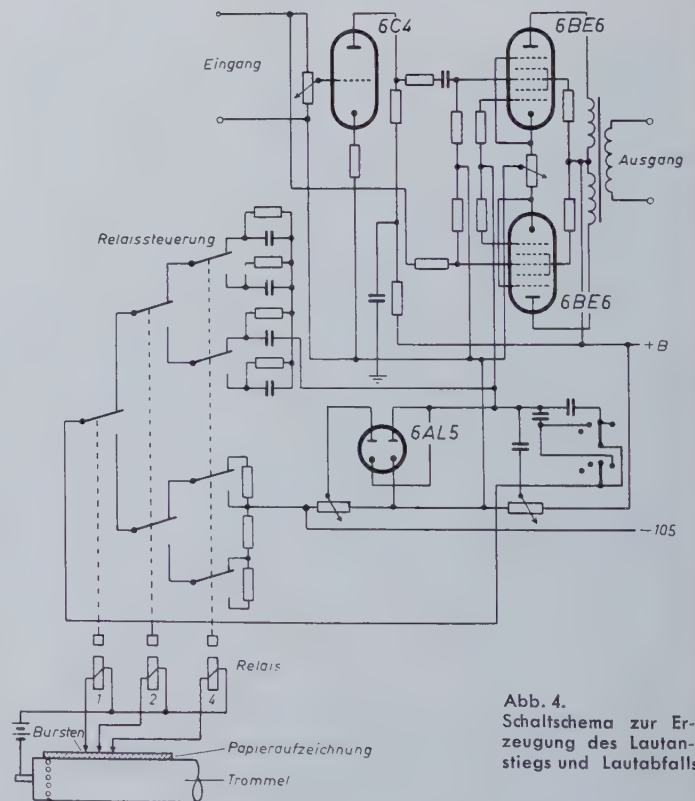 6C4
6BE6
Eingang
Ausgang
Relaissteuerung
6BE6
+B
6AL5
-105
Relais
1 2 4
Bursten
Papieraufzeichnung
Trommel
Abb. 4.
Schaltschema zur Er-
zeugung des Lautan-
stiegs und Lautabfalls